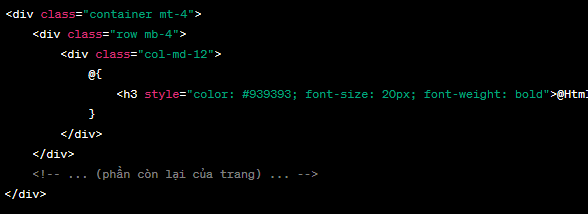 <div class="container mt-4">
<div class="row mb-4">
<div class="col-md-12">
@{
<h3 style="color: #939393; font-size: 20px; font-weight: bold">@Html
}
</div>
</div>
<!-- ... (phần còn lại của trang) ... -->
</div>